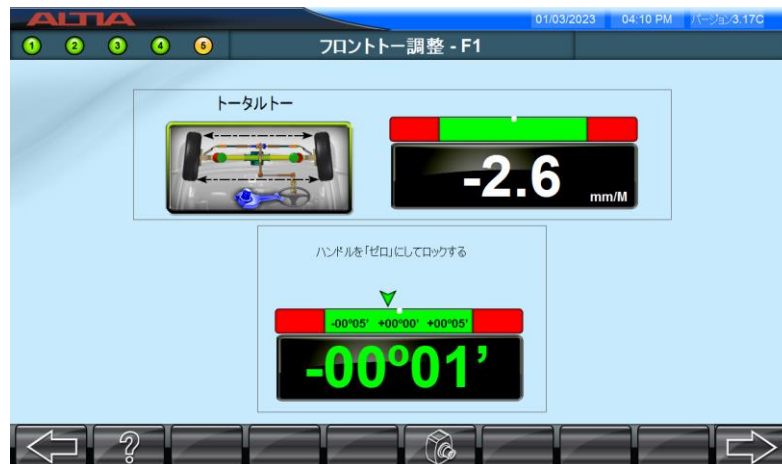 ALTIA
01/03/2023 04:10 PM バージョン3.17C
1 2 3 4 5
フロントトー調整 - F1
トータルトー
-2.6
mm/M
ハンドルを「ゼロ」にしてロックする
-00º05' +00º00' +00º05'
-00º01’
?